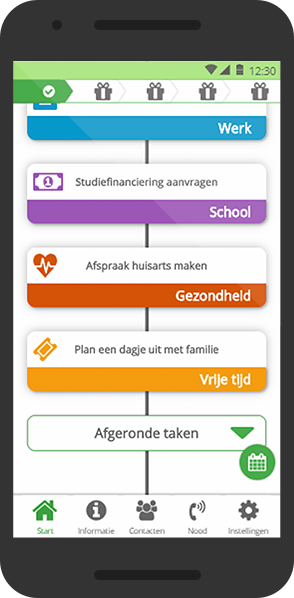 12:30
Werk
Studiefinanciering aanvragen
School
Afspraak huisarts maken
Gezondheid
Plan een dagje uit met familie
Vrije tijd
Afgeronde taken
Start Informatie Contacten Nood Instellingen